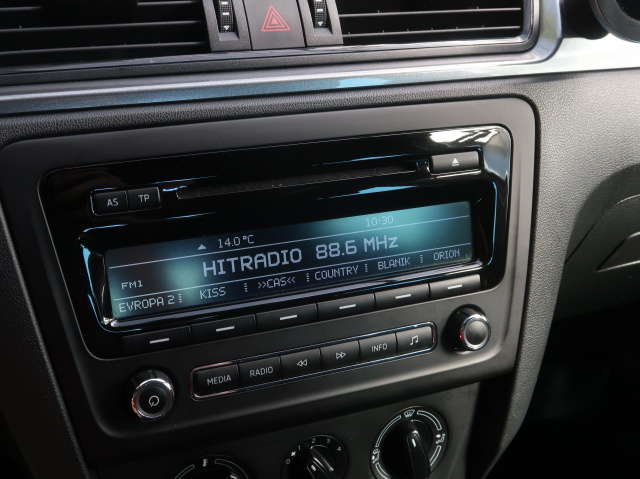 AS TP
14.0°C 10:30
HITRADIO 88.6 MHz
FM1
EVROPA 2 KISS >>CAS<< COUNTRY BLANIK ORION
MEDIA RADIO INFO